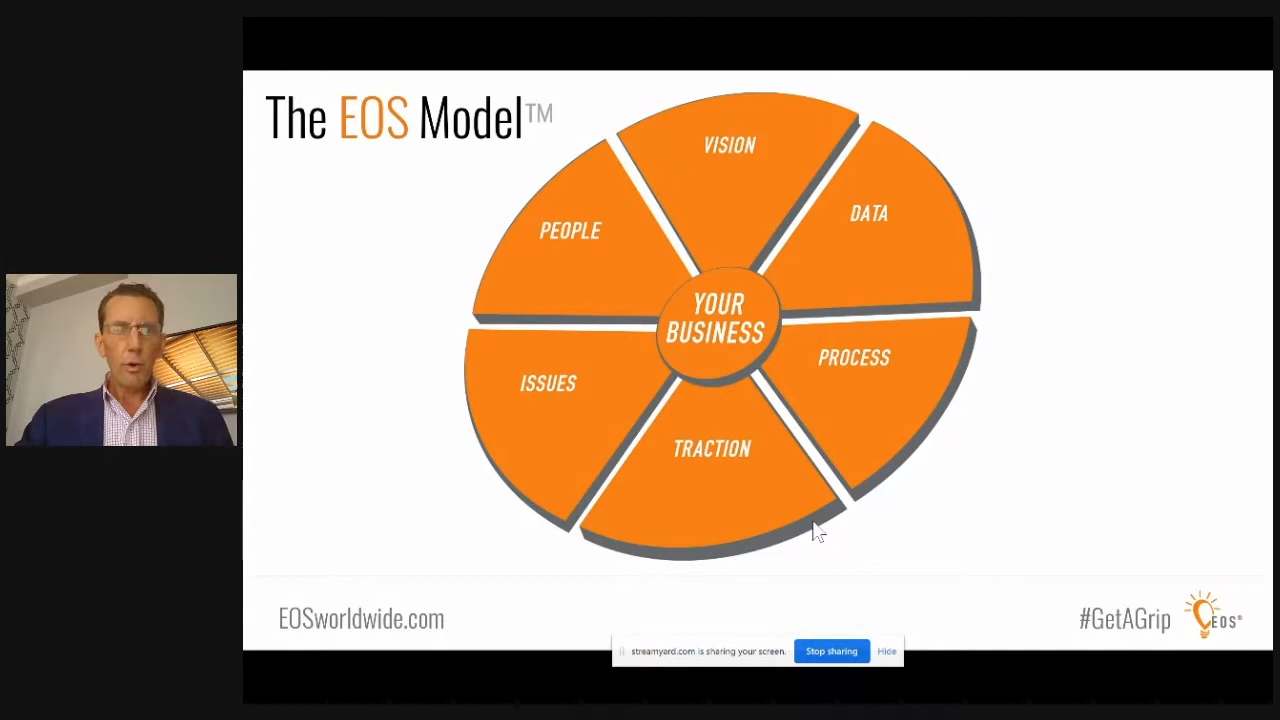 The EOS Model™
VISION
PEOPLE
DATA
YOUR
BUSINESS
ISSUES
PROCESS
TRACTION
EOSworldwide.com
#GetAGrip
EOS®
streamyard.com is sharing your screen.
Stop sharing
Hide